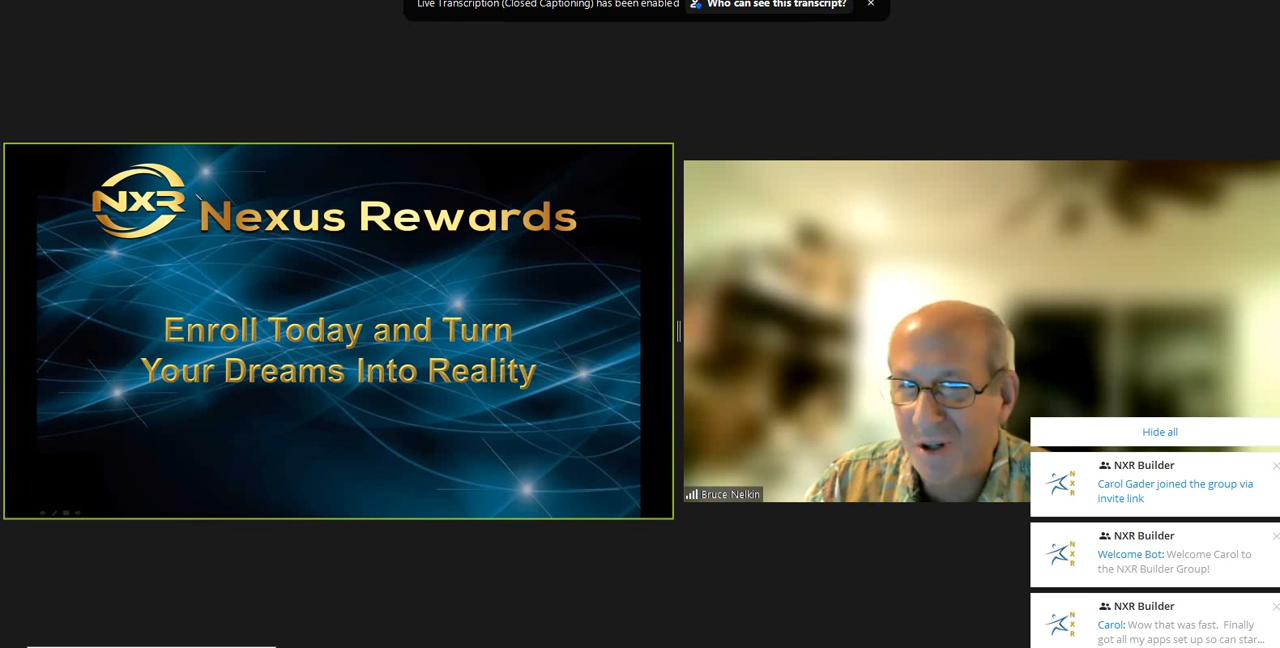 Live Transcription (Closed Captioning) has been enabled Who can see this transcript? ×
NXR
Nexus Rewards
Enroll Today and Turn
Your Dreams Into Reality
Bruce Nelkin
Hide all
NXR Builder
Carol Gader joined the group via
invite link
N
X
R
NXR Builder
Welcome Bot: Welcome Carol to
the NXR Builder Group!
N
X
R
NXR Builder
Carol: Wow that was fast. Finally
got all my apps set up so can star...
N
X
R